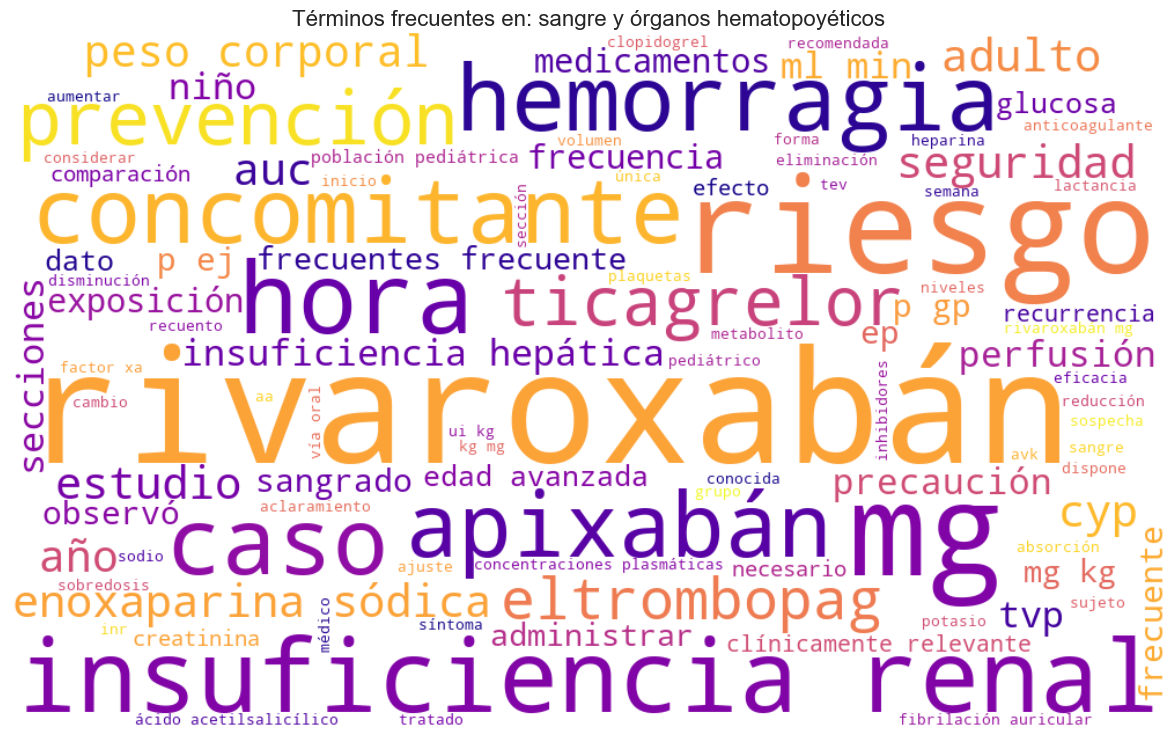 Términos frecuentes en: sangre y órganos hematopoyéticos
peso corporal
clopidogrel
recomendada
adulto
niño
medicamentos
ml min
aumentar
prevención
hemorragia
glucosa
anticoagulante
considerar
comparación
auc
población pediátrica
inicio
frecuencia
volumen
forma
heparina
eliminación
seguridad
única
efecto
tev
semana
lactancia
concomitante
sección
riesgo
dato
p ej
frecuentes frecuente
disminución
plaquetas
niveles
exposición
hora
ticagrelor
p gp
recurrencia
recuento
metabolito
ep
rivaroxabán mg
secciones
insuficiencia hepática
pediátrico
perfusión
factor xa
eficacia
cambio
aa
vía oral
rivaroxabán
inhibidores
reducción
sospecha
ui kg
kg mg
avk
sangre
dispone
estudio
sangrado
edad avanzada
conocida
grupo
precaución
observó
aclaramiento
caso
apixabán
mg
cyp
año
sodio
ajuste
concentraciones plasmáticas
necesario
absorción
mg kg
frecuente
sobredosis
enoxaparina sódica
eltrombopag
sujeto
inr
creatinina
médico
síntoma
administrar
potasio
tvp
clínicamente relevante
insuficiencia renal
ácido acetilsalicílico
tratado
fibrilación auricular